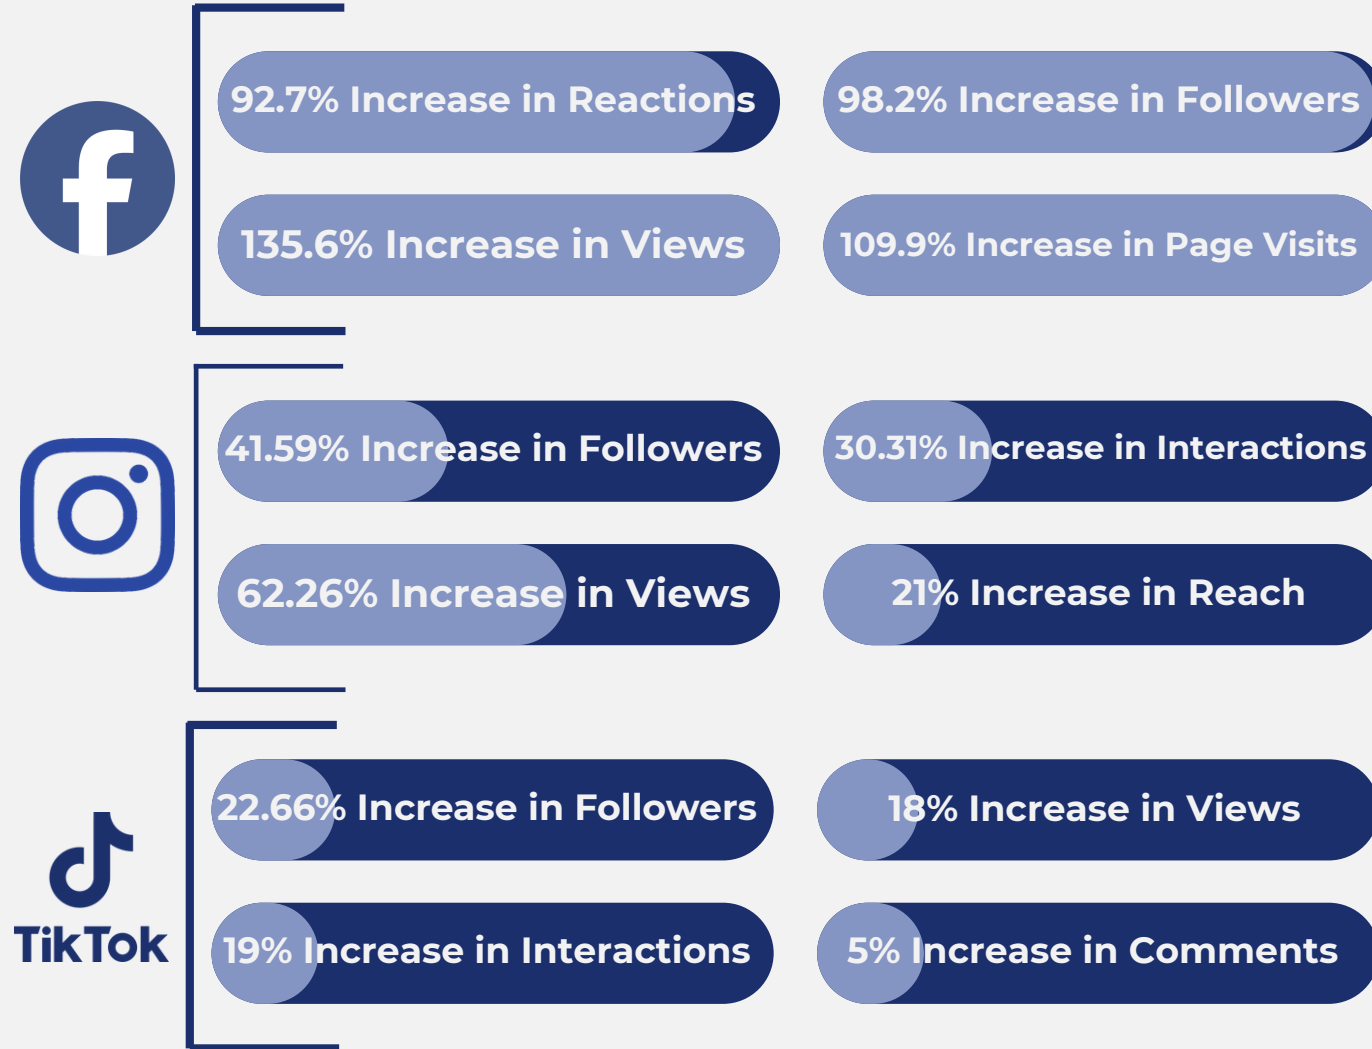 92.7% Increase in Reactions
98.2% Increase in Followers
135.6% Increase in Views
109.9% Increase in Page Visits
41.59% Increase in Followers
30.31% Increase in Interactions
62.26% Increase in Views
21% Increase in Reach
22.66% Increase in Followers
18% Increase in Views
TikTok
19% Increase in Interactions
5% Increase in Comments